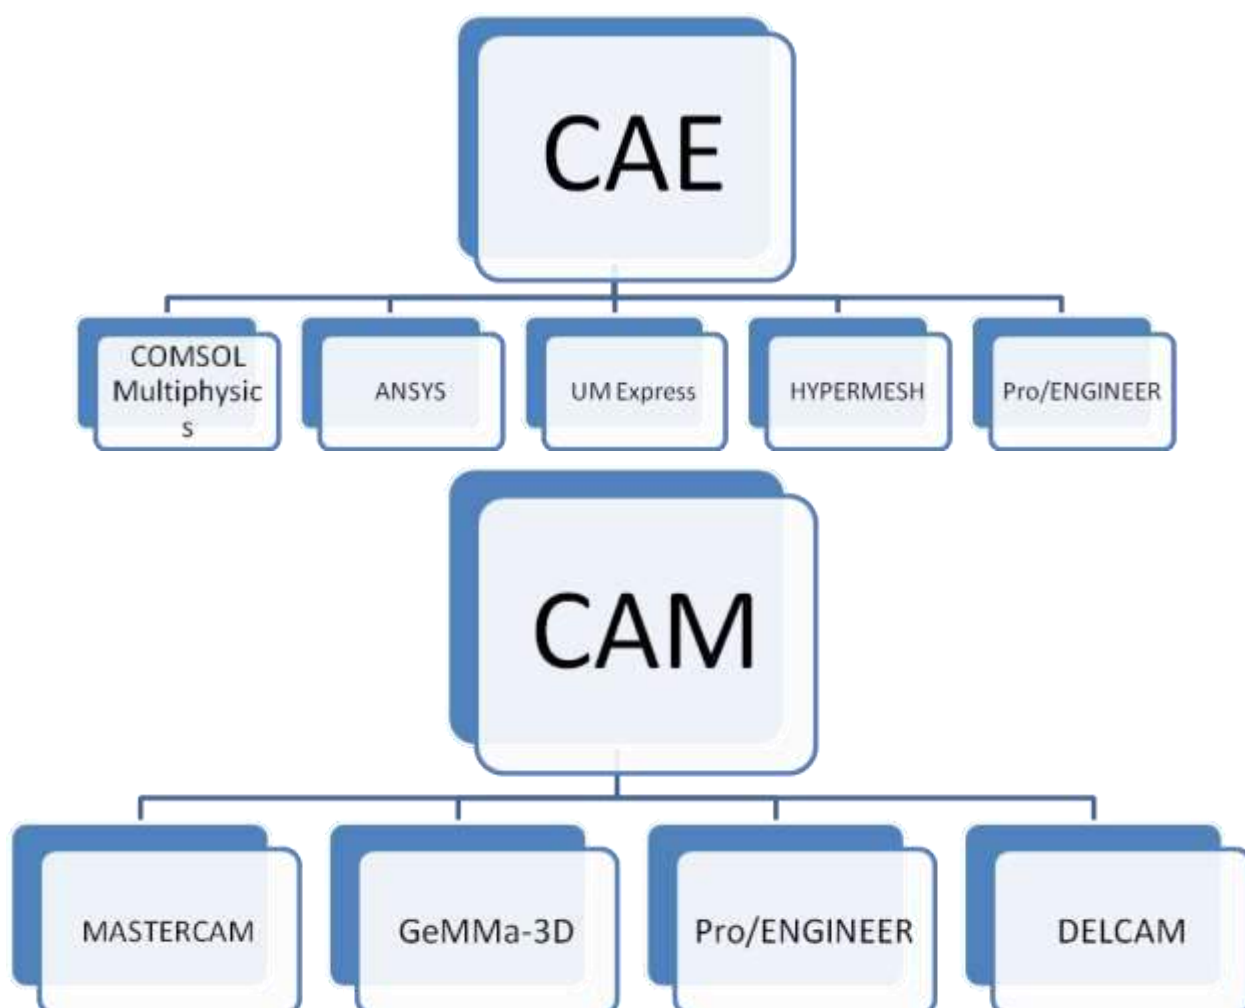 CAE
COMSOL
Multiphysic
s
ANSYS
UM Express
HYPERMESH
Pro/ENGINEER
CAM
MASTERCAM
GeMMa-3D
Pro/ENGINEER
DELCAM